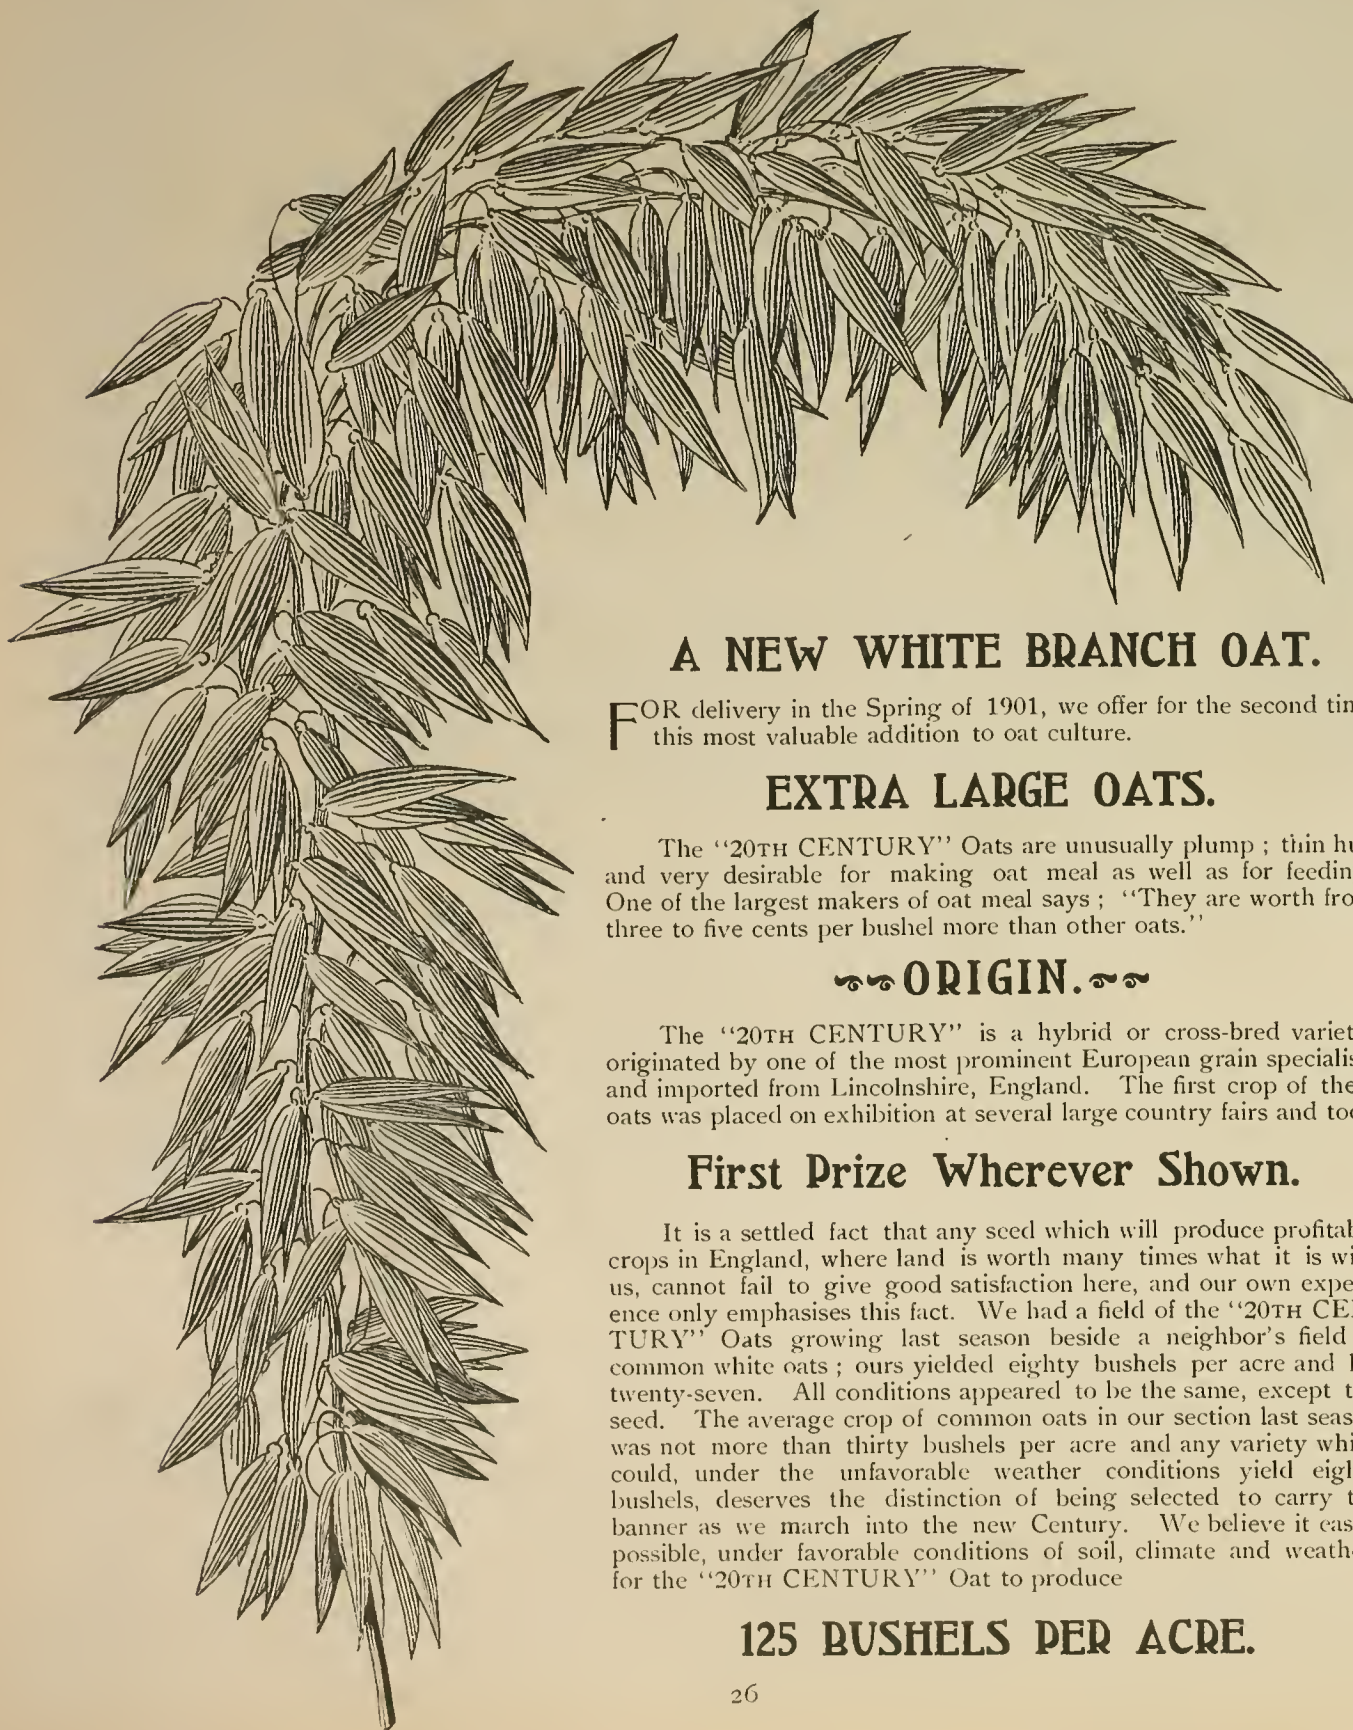 A NEW WHITE BRANCH OAT.
FOR delivery in the Spring of 1901, we offer for the second tim
this most valuable addition to oat culture.
EXTRA LARGE OATS.
The "20TH CENTURY" Oats are unusually plump ; thin hu
and very desirable for making oat meal as well as for feedin
One of the largest makers of oat meal says ; "They are worth fro
three to five cents per bushel more than other oats."
ORIGIN.
The "20TH CENTURY" is a hybrid or cross-bred variet
originated by one of the most prominent European grain specialis
and imported from Lincolnshire, England. The first crop of the
oats was placed on exhibition at several large country fairs and too
First Prize Wherever Shown.
It is a settled fact that any seed which will produce profitab
crops in England, where land is worth many times what it is wi
us, cannot fail to give good satisfaction here, and our own expe
ence only emphasises this fact. We had a field of the "20TH CE
TURY" Oats growing last season beside a neighbor's field
common white oats ; ours yielded eighty bushels per acre and h
twenty-seven. All conditions appeared to be the same, except t
seed. The average crop of common oats in our section last seas
was not more than thirty bushels per acre and any variety whi
could, under the unfavorable weather conditions yield eigh
bushels, deserves the distinction of being selected to carry t
banner as we march into the new Century. We believe it eas
possible, under favorable conditions of soil, climate and weath
for the "20TH CENTURY" Oat to produce
125 BUSHELS PER ACRE.
26